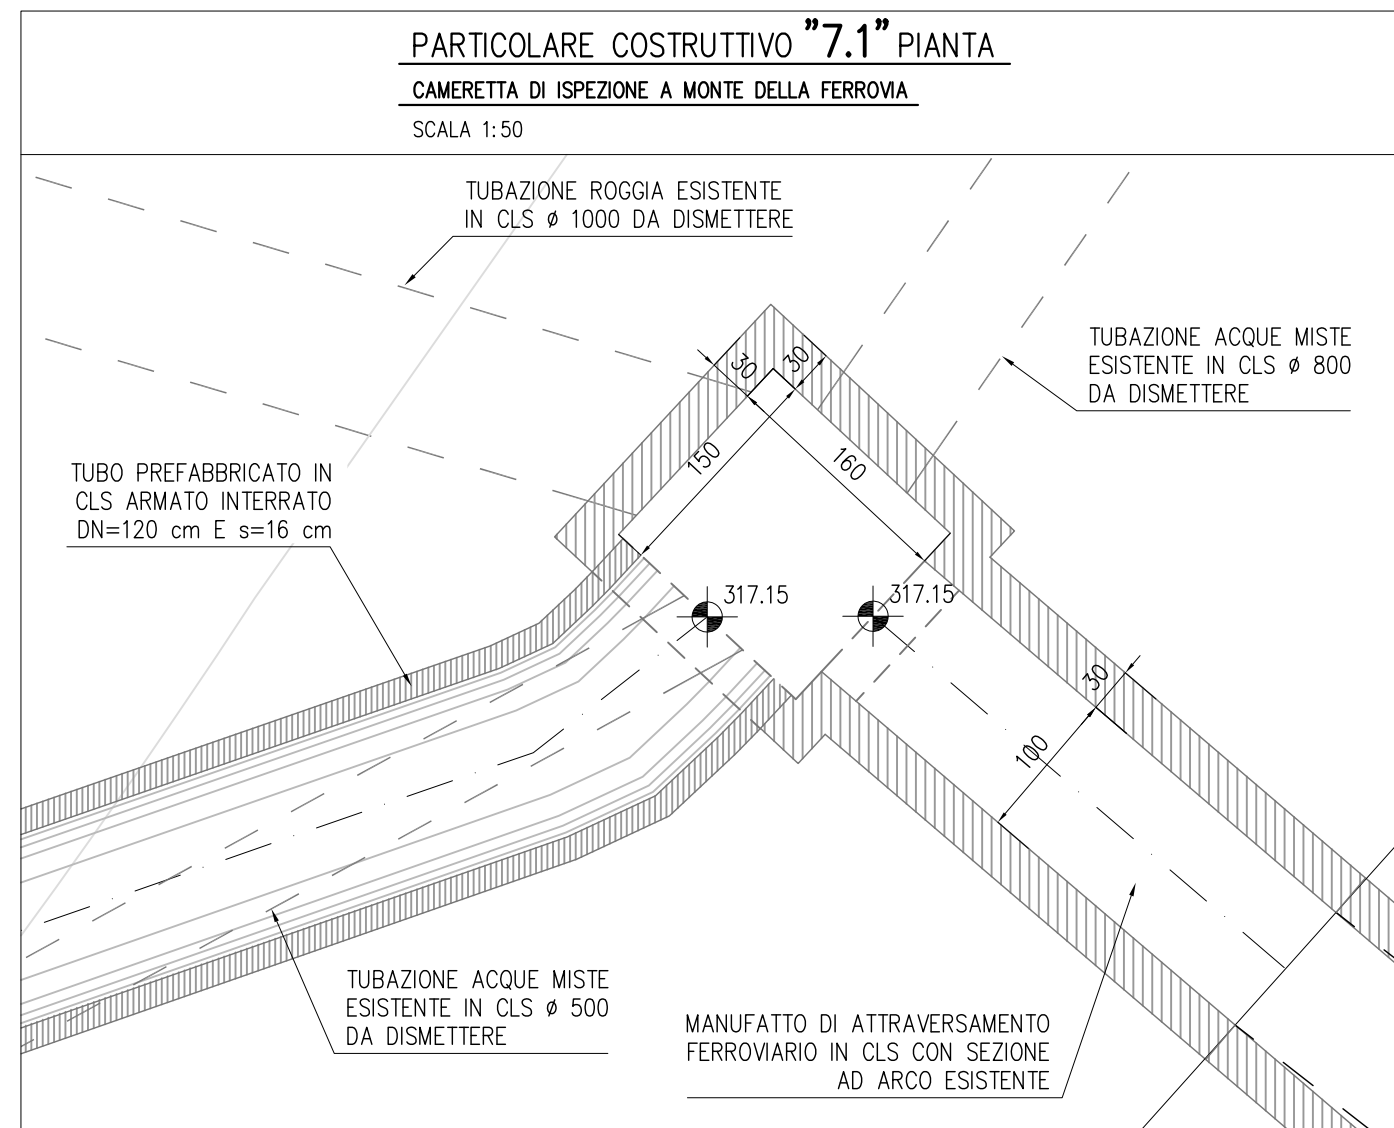 PARTICOLARE COSTRUTTIVO "7.1" PIANTA
CAMERETTA DI ISPEZIONE A MONTE DELLA FERROVIA
SCALA 1:50
TUBAZIONE ROGGIA ESISTENTE
IN CLS ø 1000 DA DISMETTERE
TUBAZIONE ACQUE MISTE
ESISTENTE IN CLS ø 800
DA DISMETTERE
30
30
150
160
TUBO PREFABBRICATO IN
CLS ARMATO INTERRATO
DN=120 cm E s=16 cm
317.15
317.15
30
100
TUBAZIONE ACQUE MISTE
ESISTENTE IN CLS ø 500
DA DISMETTERE
MANUFATTO DI ATTRAVERSAMENTO
FERROVIARIO IN CLS CON SEZIONE
AD ARCO ESISTENTE